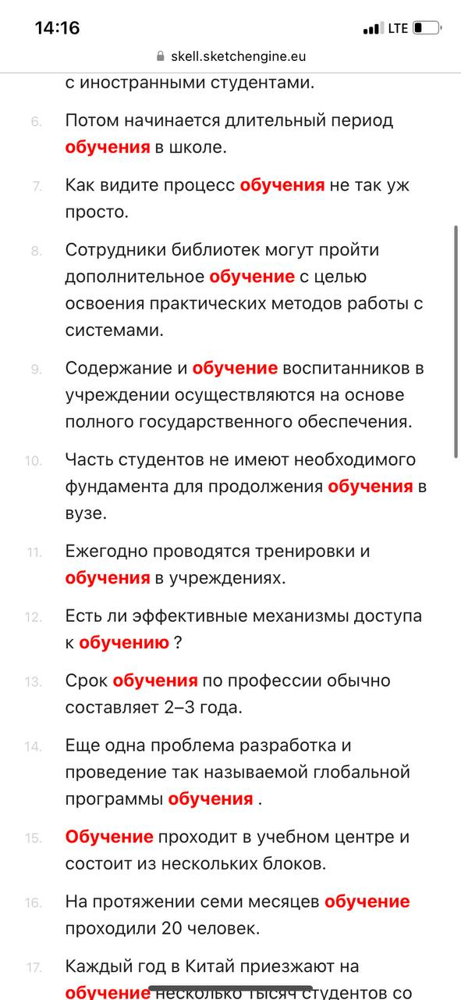 14:16
LTE
skell.sketchengine.eu
с иностранными студентами.
6. Потом начинается длительный период
обучения в школе.
7. Как видите процесс обучения не так уж
просто.
8. Сотрудники библиотек могут пройти
дополнительное обучение с целью
освоения практических методов работы с
системами.
9. Содержание и обучение воспитанников в
учреждении осуществляются на основе
полного государственного обеспечения.
10. Часть студентов не имеют необходимого
фундамента для продолжения обучения в
вузе.
11. Ежегодно проводятся тренировки и
обучения в учреждениях.
12. Есть ли эффективные механизмы доступа
к обучению ?
13. Срок обучения по профессии обычно
составляет 2–3 года.
14. Еще одна проблема разработка и
проведение так называемой глобальной
программы обучения .
15. Обучение проходит в учебном центре и
состоит из нескольких блоков.
16. На протяжении семи месяцев обучение
проходили 20 человек.
17. Каждый год в Китай приезжают на
обучение несколько тысяч студентов со